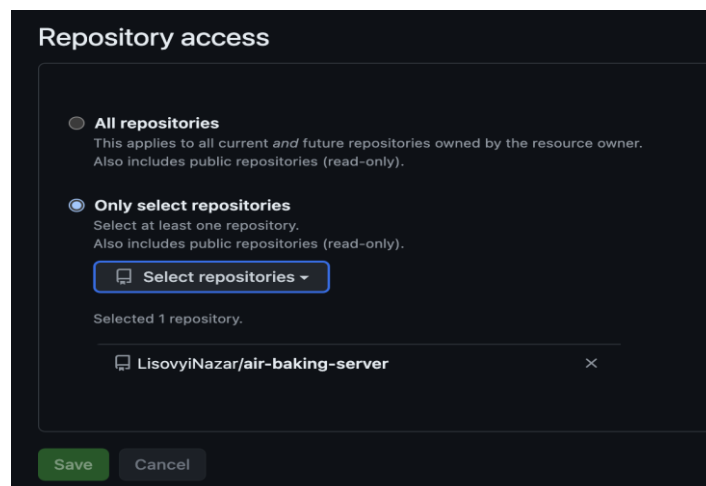 Repository access
All repositories
This applies to all current and future repositories owned by the resource owner.
Also includes public repositories (read-only).
Only select repositories
Select at least one repository.
Also includes public repositories (read-only).
Select repositories
Selected 1 repository.
LisovyiNazar/air-baking-server
Save Cancel